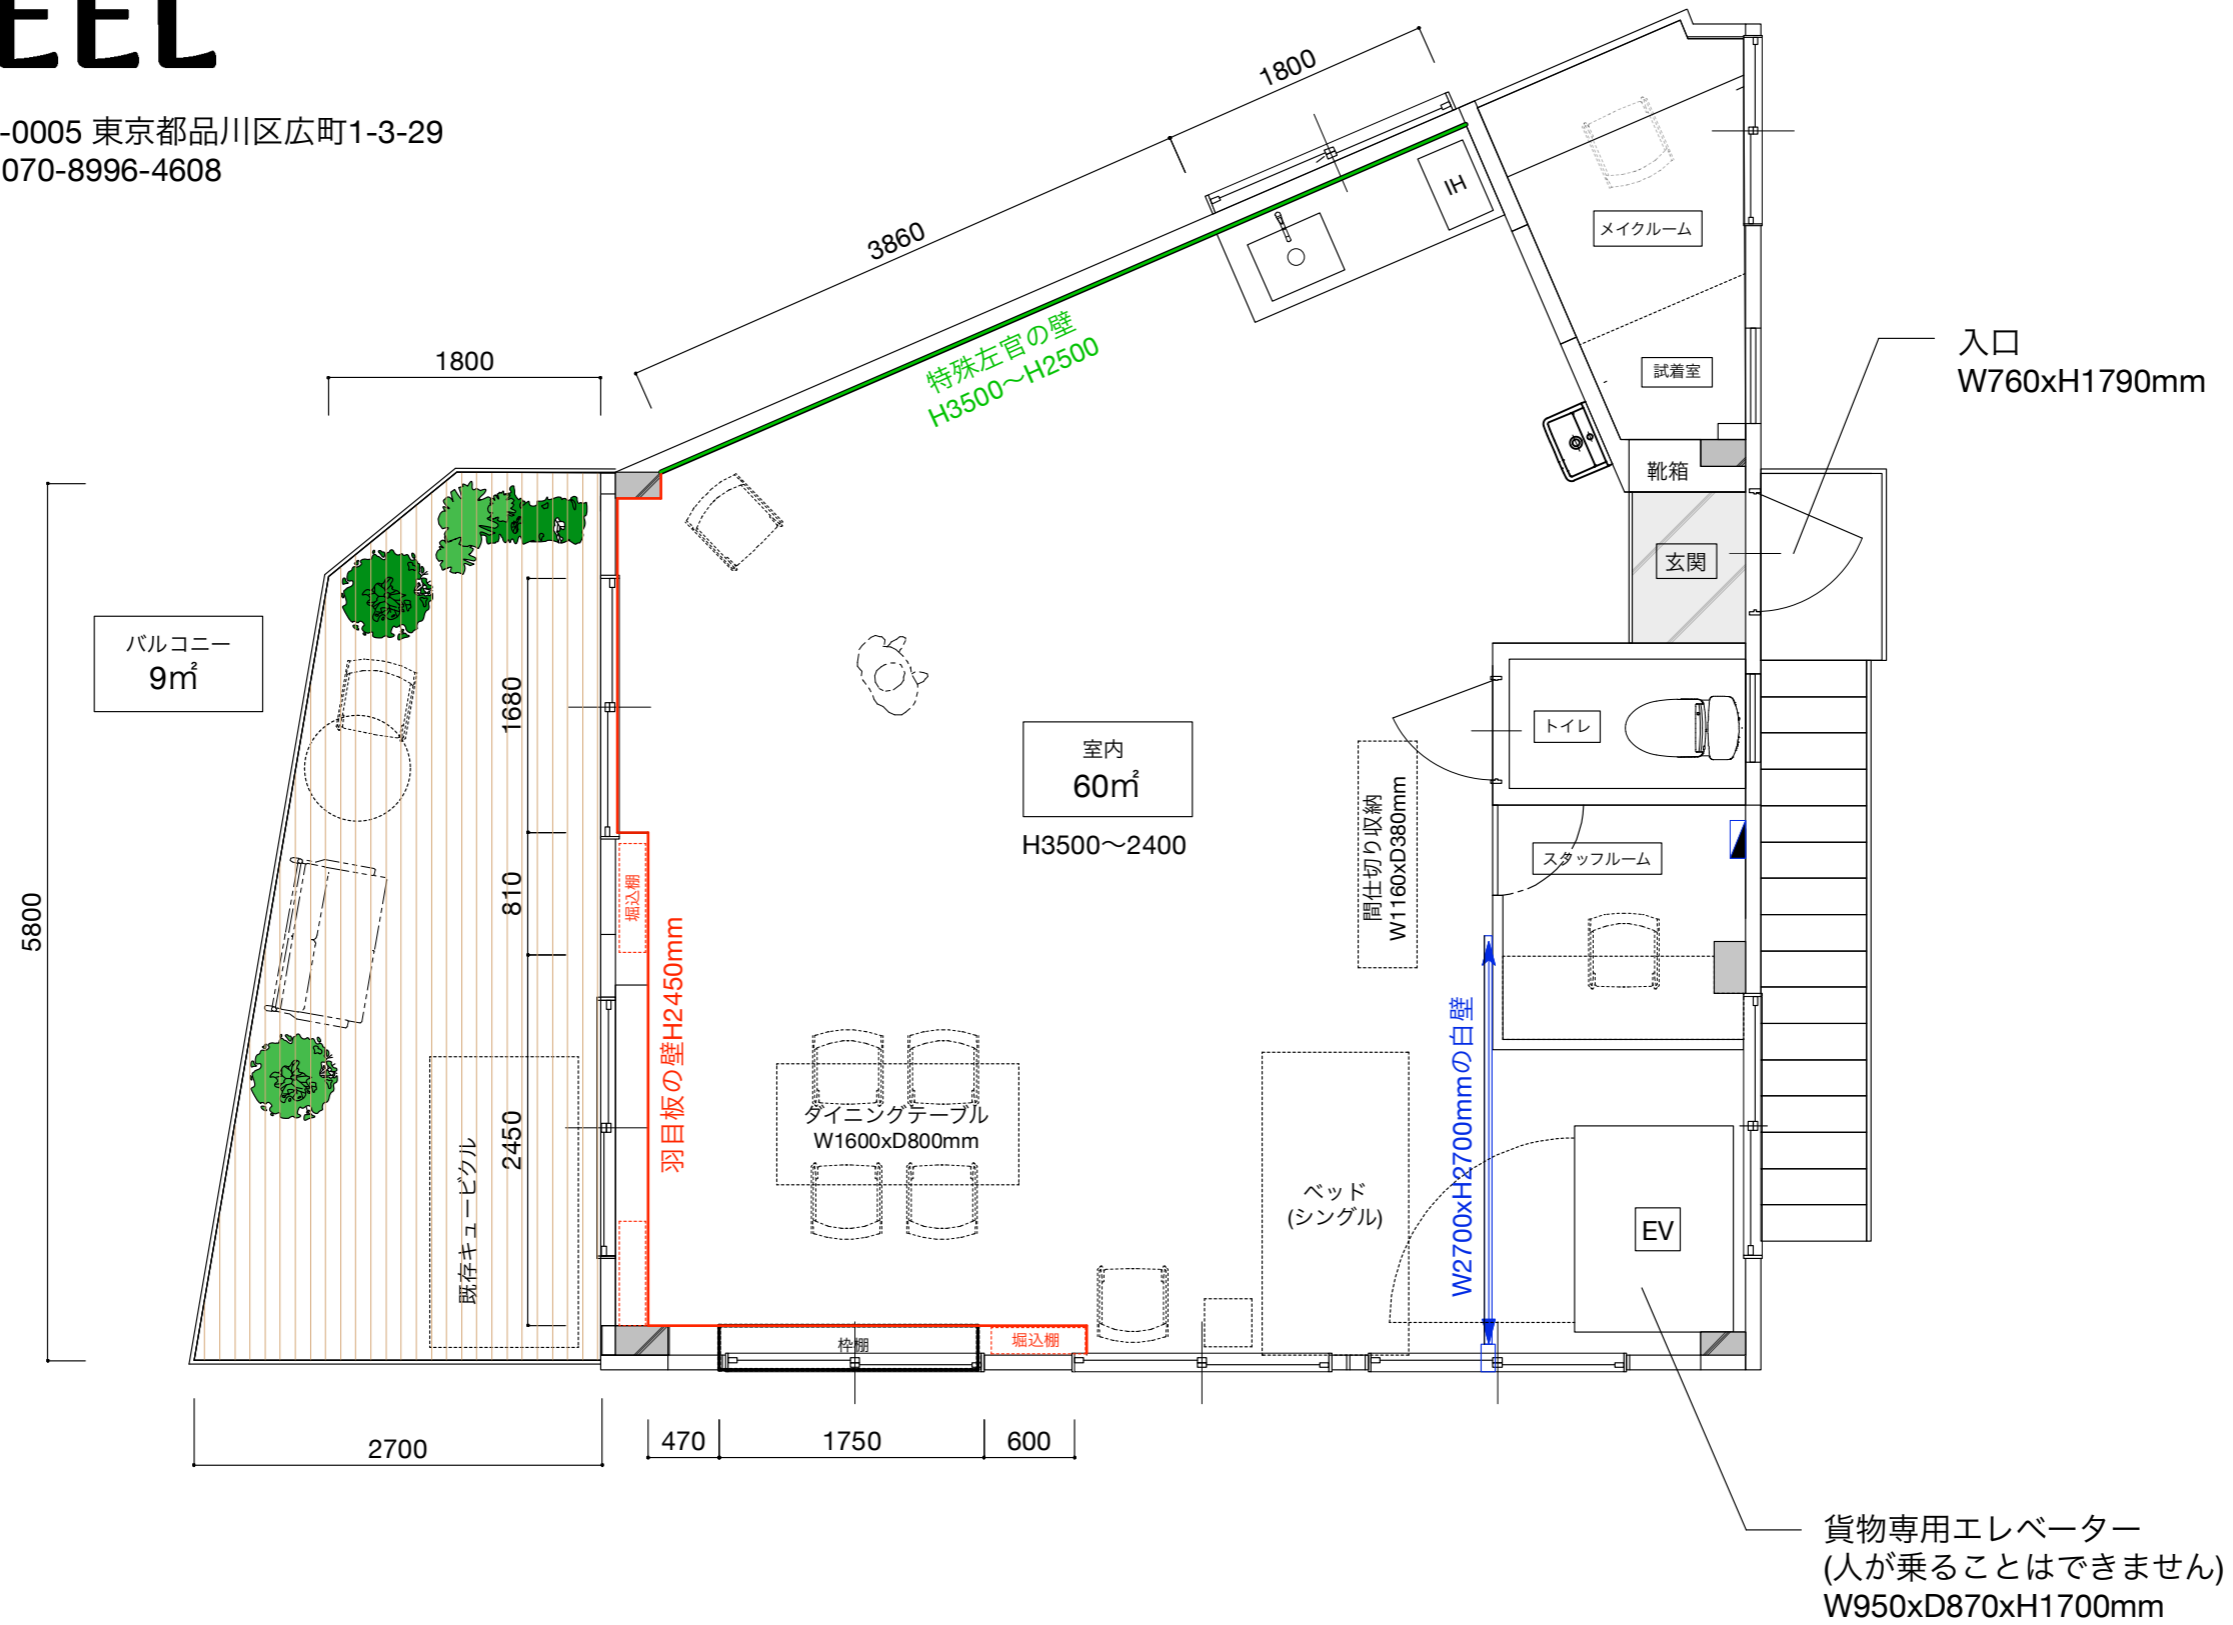 EEL
-0005 東京都品川区広町1-3-29
070-8996-4608
1800
3860
1800
IH
メイクルーム
特殊左官の壁
H3500〜H2500
試着室
入口
W760xH1790mm
靴箱
玄関
バルコニー
9㎡
1680
室内
60㎡
H3500〜2400
トイレ
間仕切り収納
W1160xD380mm
スタッフルーム
5800
810
堀込棚
羽目板の壁H2450mm
2450
既存キュービクル
ダイニングテーブル
W1600xD800mm
ベッド
(シングル)
W2700xH2700mmの白壁
EV
枠棚
堀込棚
2700
470
1750
600
貨物専用エレベーター
(人が乗ることはできません)
W950xD870xH1700mm